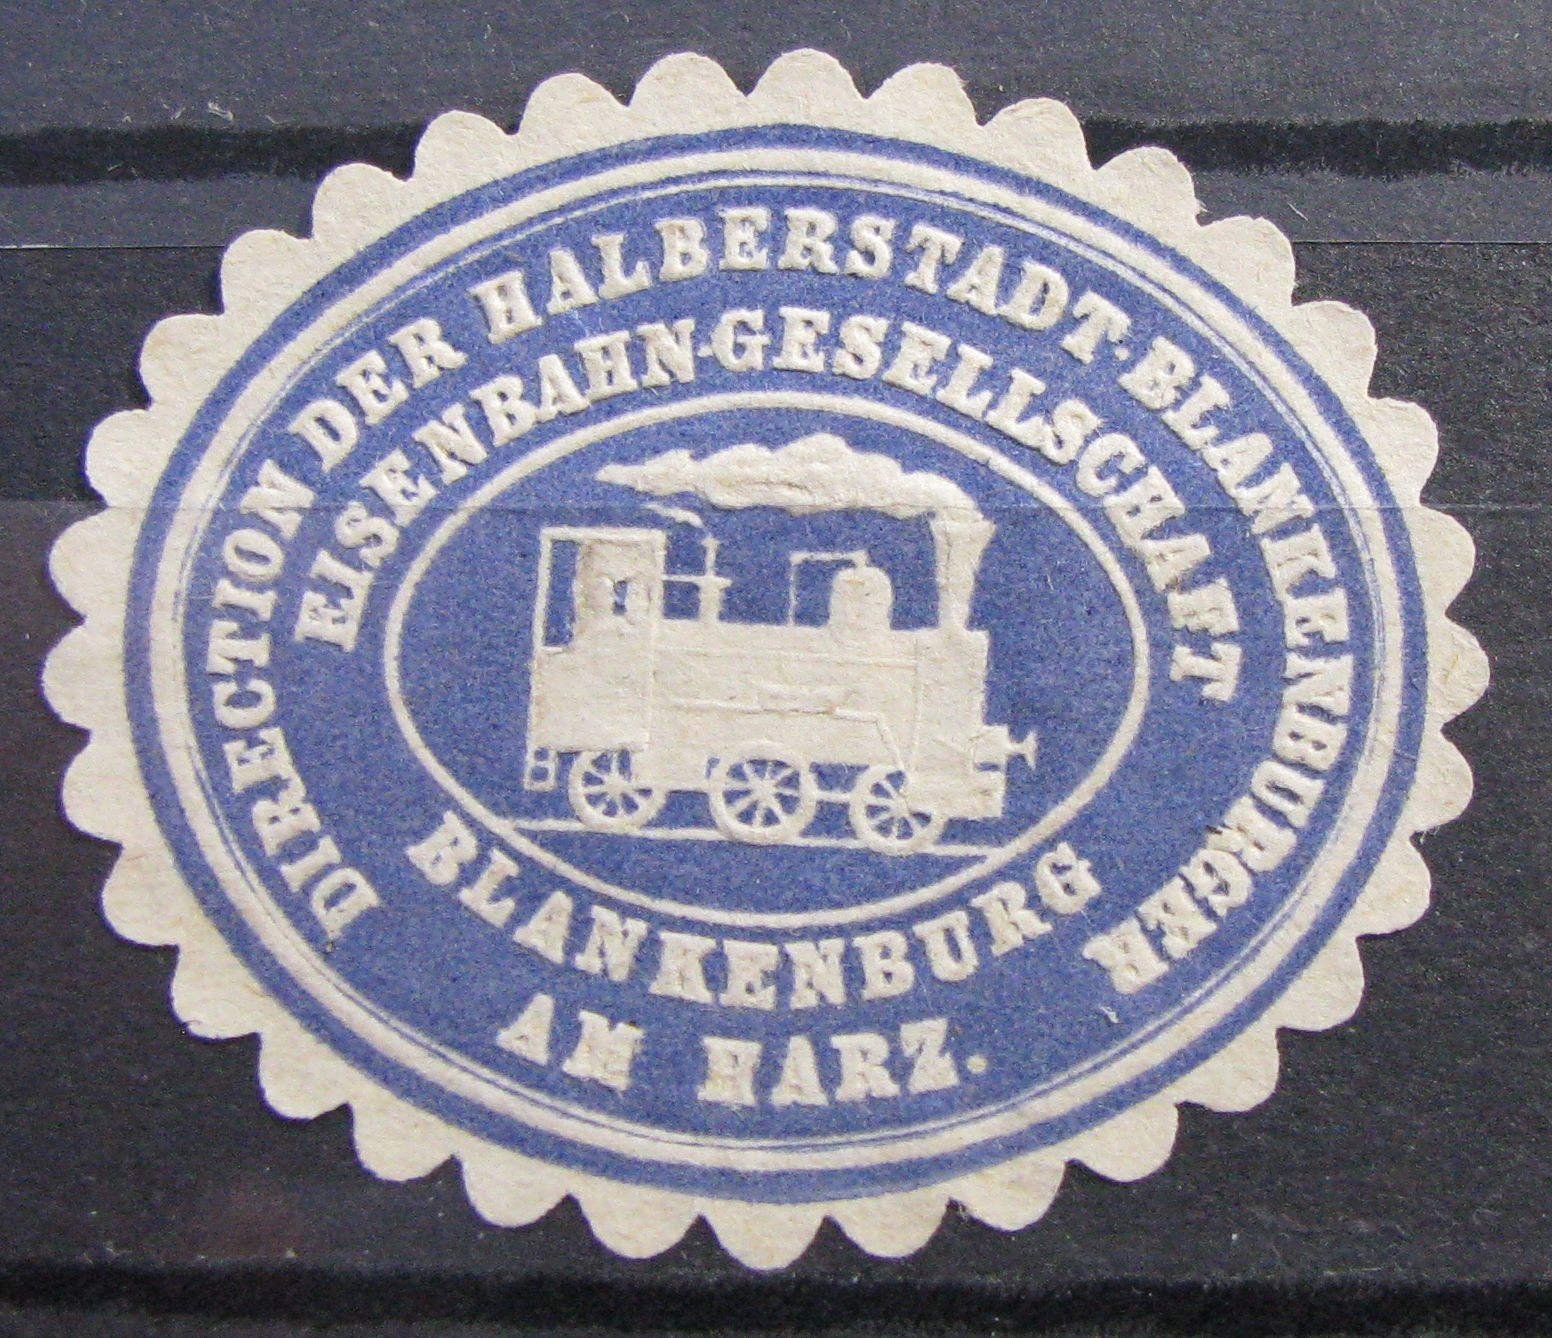 DIRECTION DER HALBERSTADT-BLANKENBURGER
EISENBAHN-GESELLSCHAFT
BLANKENBURG
AM HARZ.